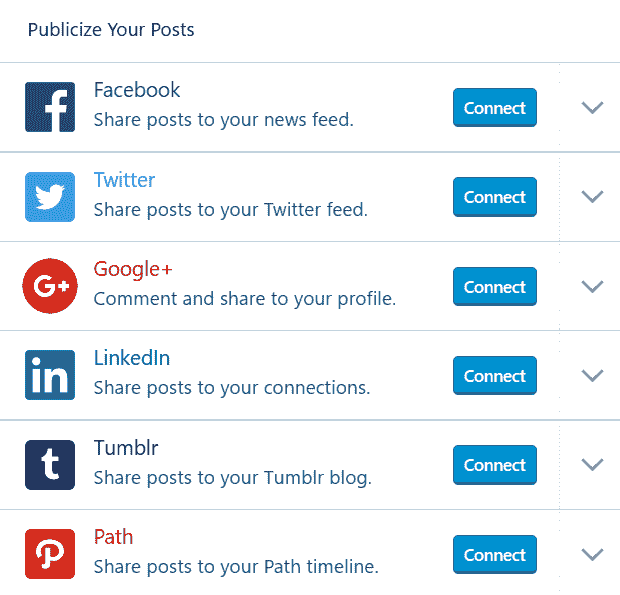 Publicize Your Posts
Facebook
Share posts to your news feed.
Connect
Twitter
Share posts to your Twitter feed.
Connect
G+
Google+
Comment and share to your profile.
Connect
in
LinkedIn
Share posts to your connections.
Connect
t
Tumblr
Share posts to your Tumblr blog.
Connect
Path
Share posts to your Path timeline.
Connect